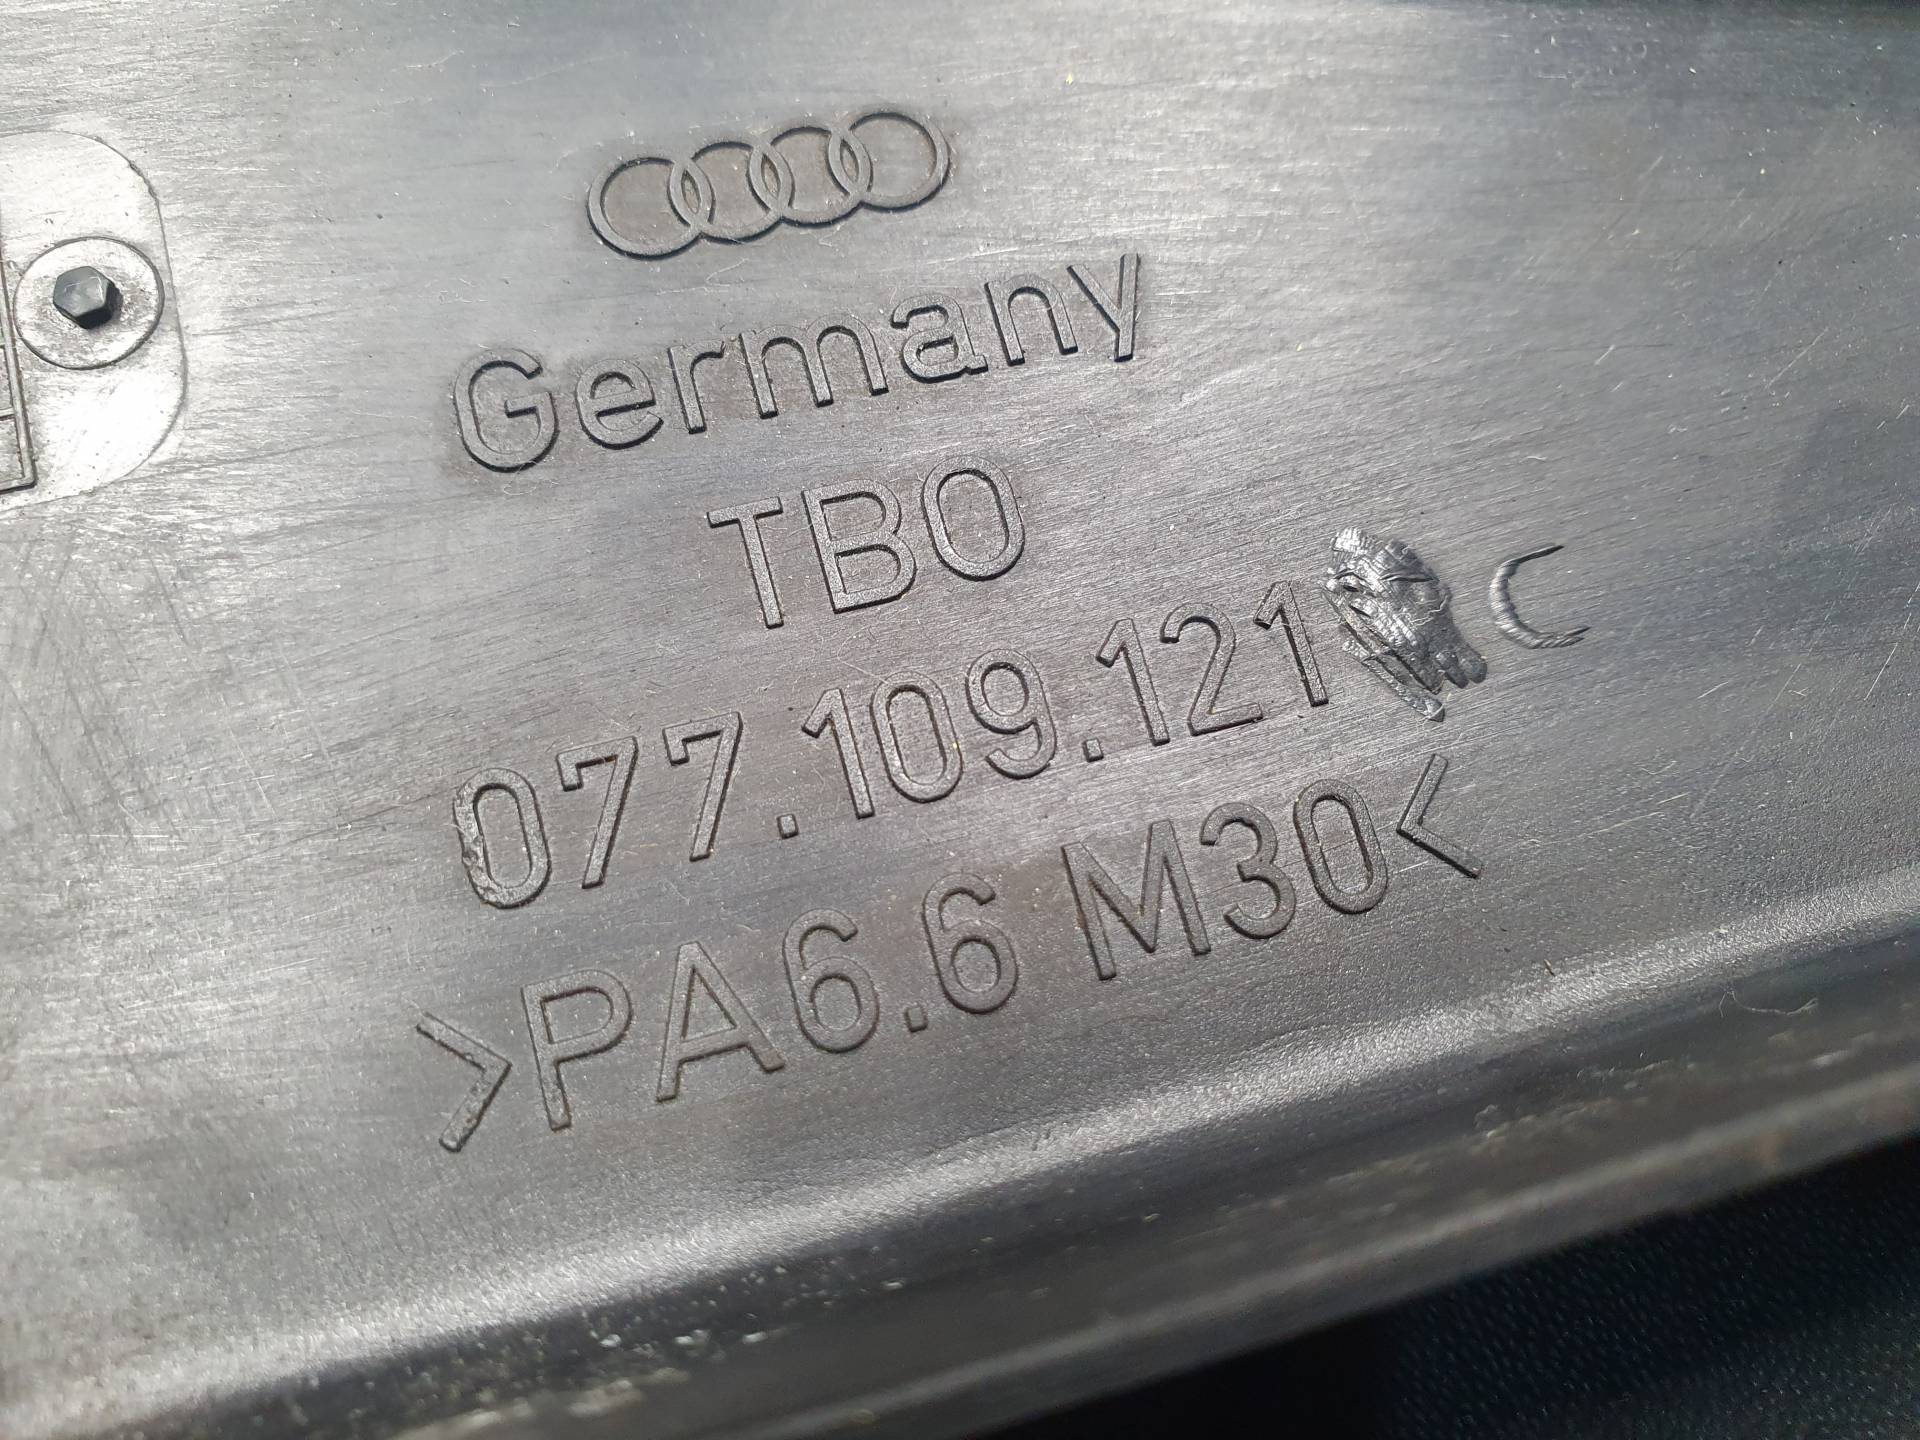 Germany
TBO
077.109.121 C
>PA6.6 M30<